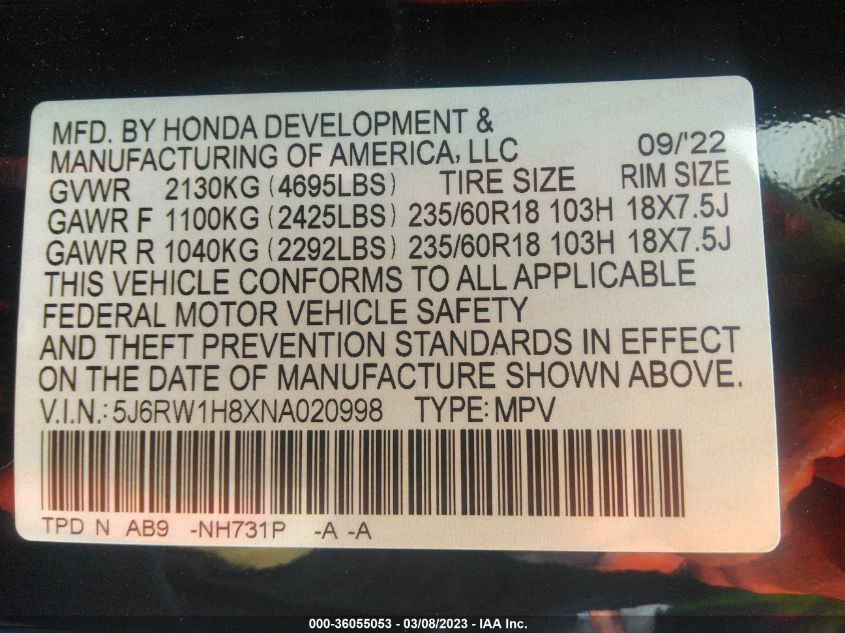 MFD. BY HONDA DEVELOPMENT &
MANUFACTURING OF AMERICA, LLC 09/'22
GVWR 2130KG (4695LBS) TIRE SIZE RIM SIZE
GAWR F 1100KG (2425LBS) 235/60R18 103H 18X7.5J
GAWR R 1040KG (2292LBS) 235/60R18 103H 18X7.5J
THIS VEHICLE CONFORMS TO ALL APPLICABLE
FEDERAL MOTOR VEHICLE SAFETY
AND THEFT PREVENTION STANDARDS IN EFFECT
ON THE DATE OF MANUFACTURE SHOWN ABOVE.
V.I.N.: 5J6RW1H8XNA020998 TYPE: MPV
TPD N AB9 -NH731P -A -A
000-36055053 - 03/08/2023 - IAA Inc.